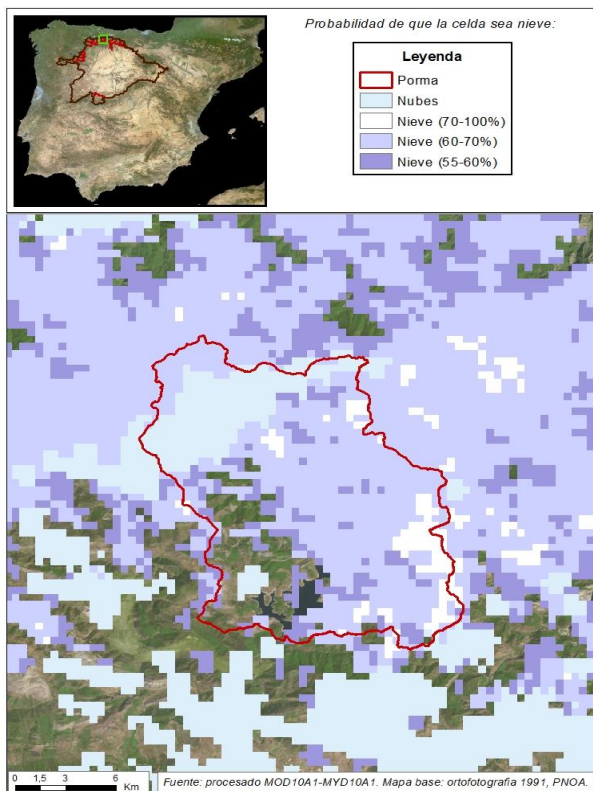 Probabilidad de que la celda sea nieve:
Leyenda
Porma
Nubes
Nieve (70-100%)
Nieve (60-70%)
Nieve (55-60%)
0 1,5 3 6
Km
Fuente: procesado MOD10A1-MYD10A1. Mapa base: ortofotografia 1991, PNOA.